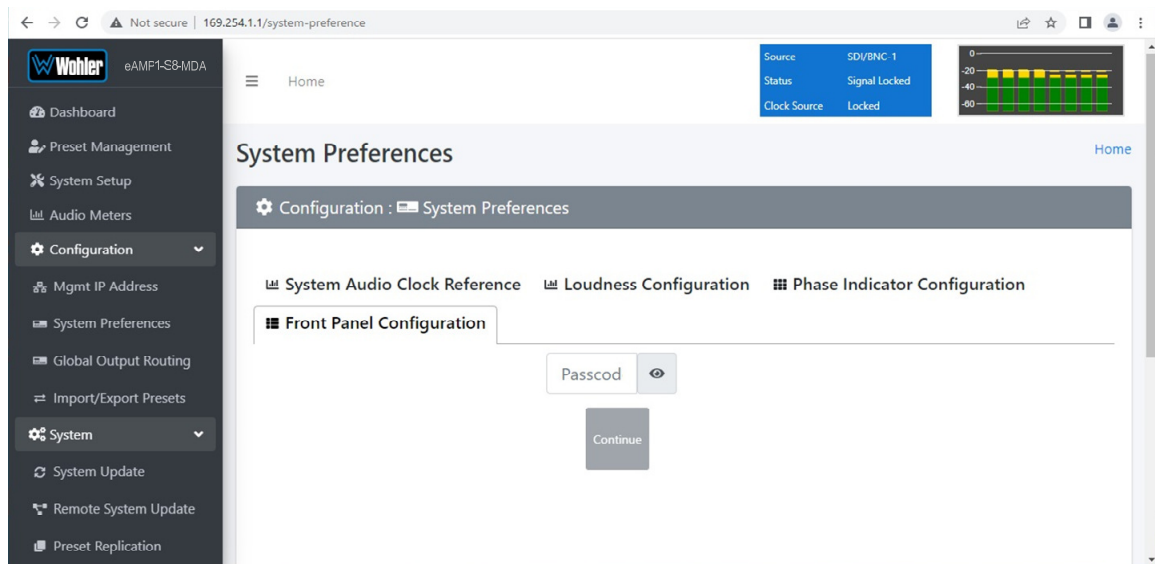 Not secure | 169.254.1.1/system-preference
Wohler eAMP1-S8-MDA
Dashboard
Preset Management
System Setup
Audio Meters
Configuration
Mgmt IP Address
System Preferences
Global Output Routing
Import/Export Presets
System
System Update
Remote System Update
Preset Replication
Home
Source SDI/BNC-1
Status Signal Locked
Clock Source Locked
0
-20
-40
-60
System Preferences
Home
Configuration : System Preferences
System Audio Clock Reference Loudness Configuration Phase Indicator Configuration
Front Panel Configuration
Passcod
Continue